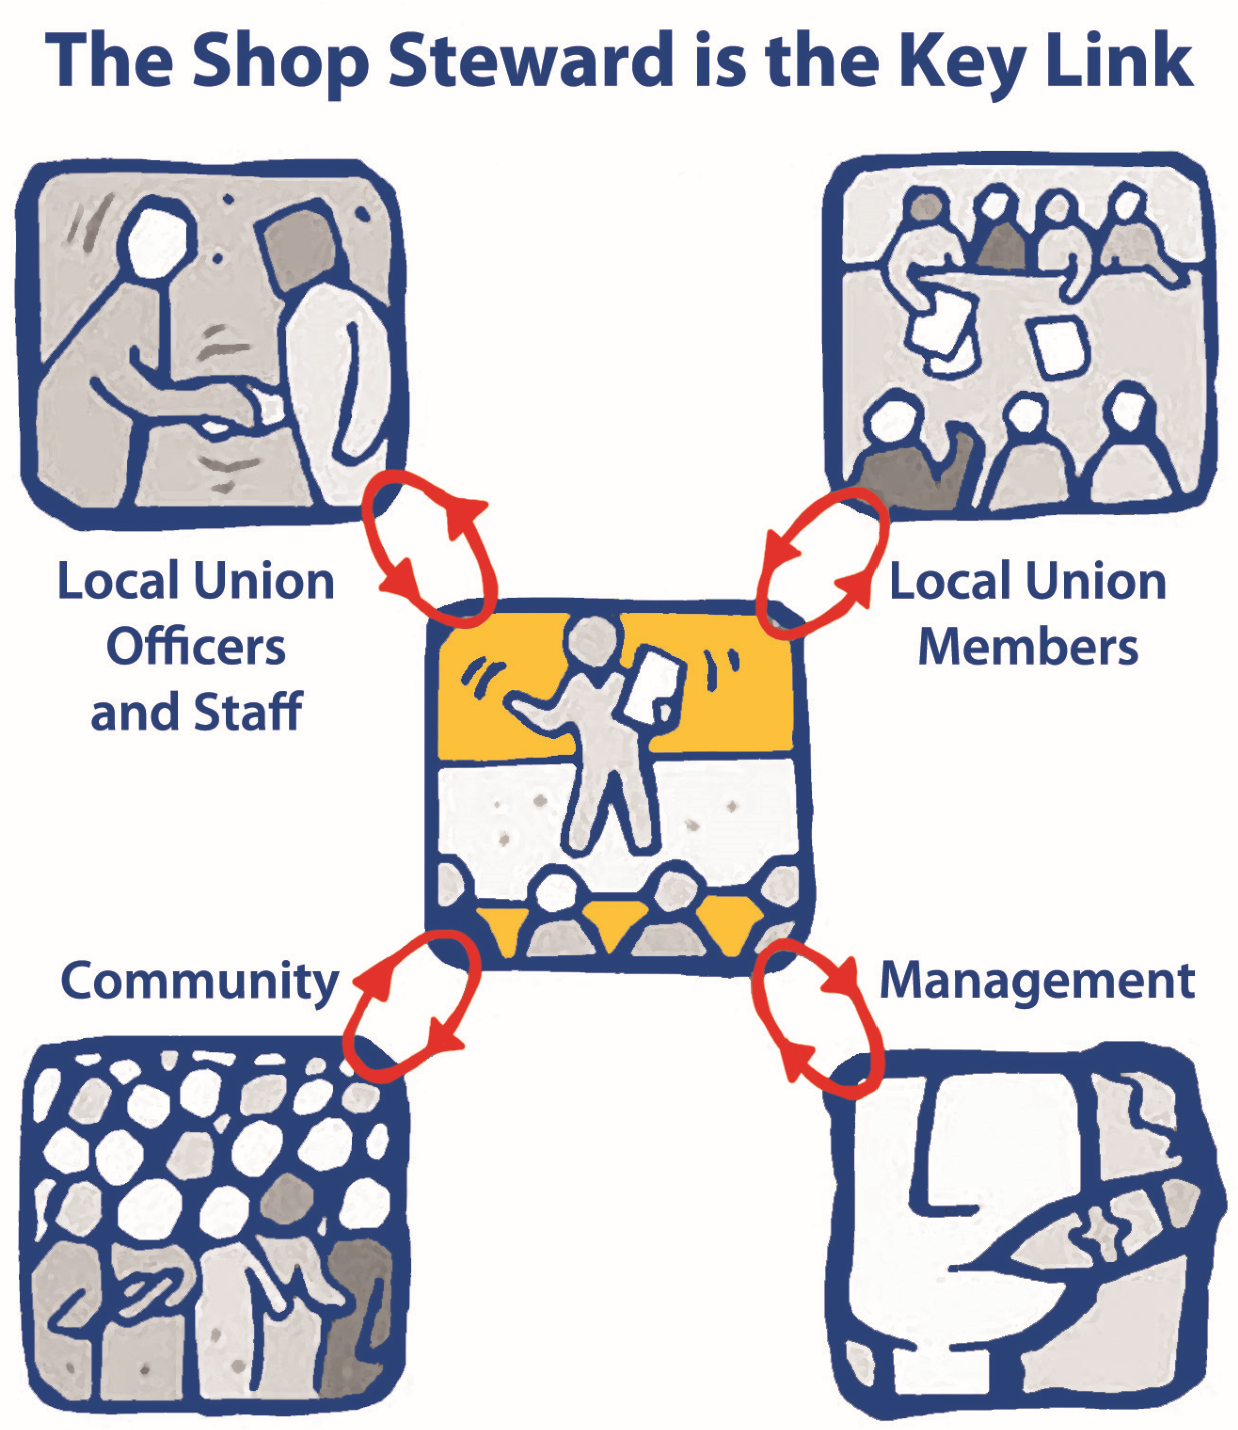 The Shop Steward is the Key Link
Local Union
Officers
and Staff
Local Union
Members
Community
Management